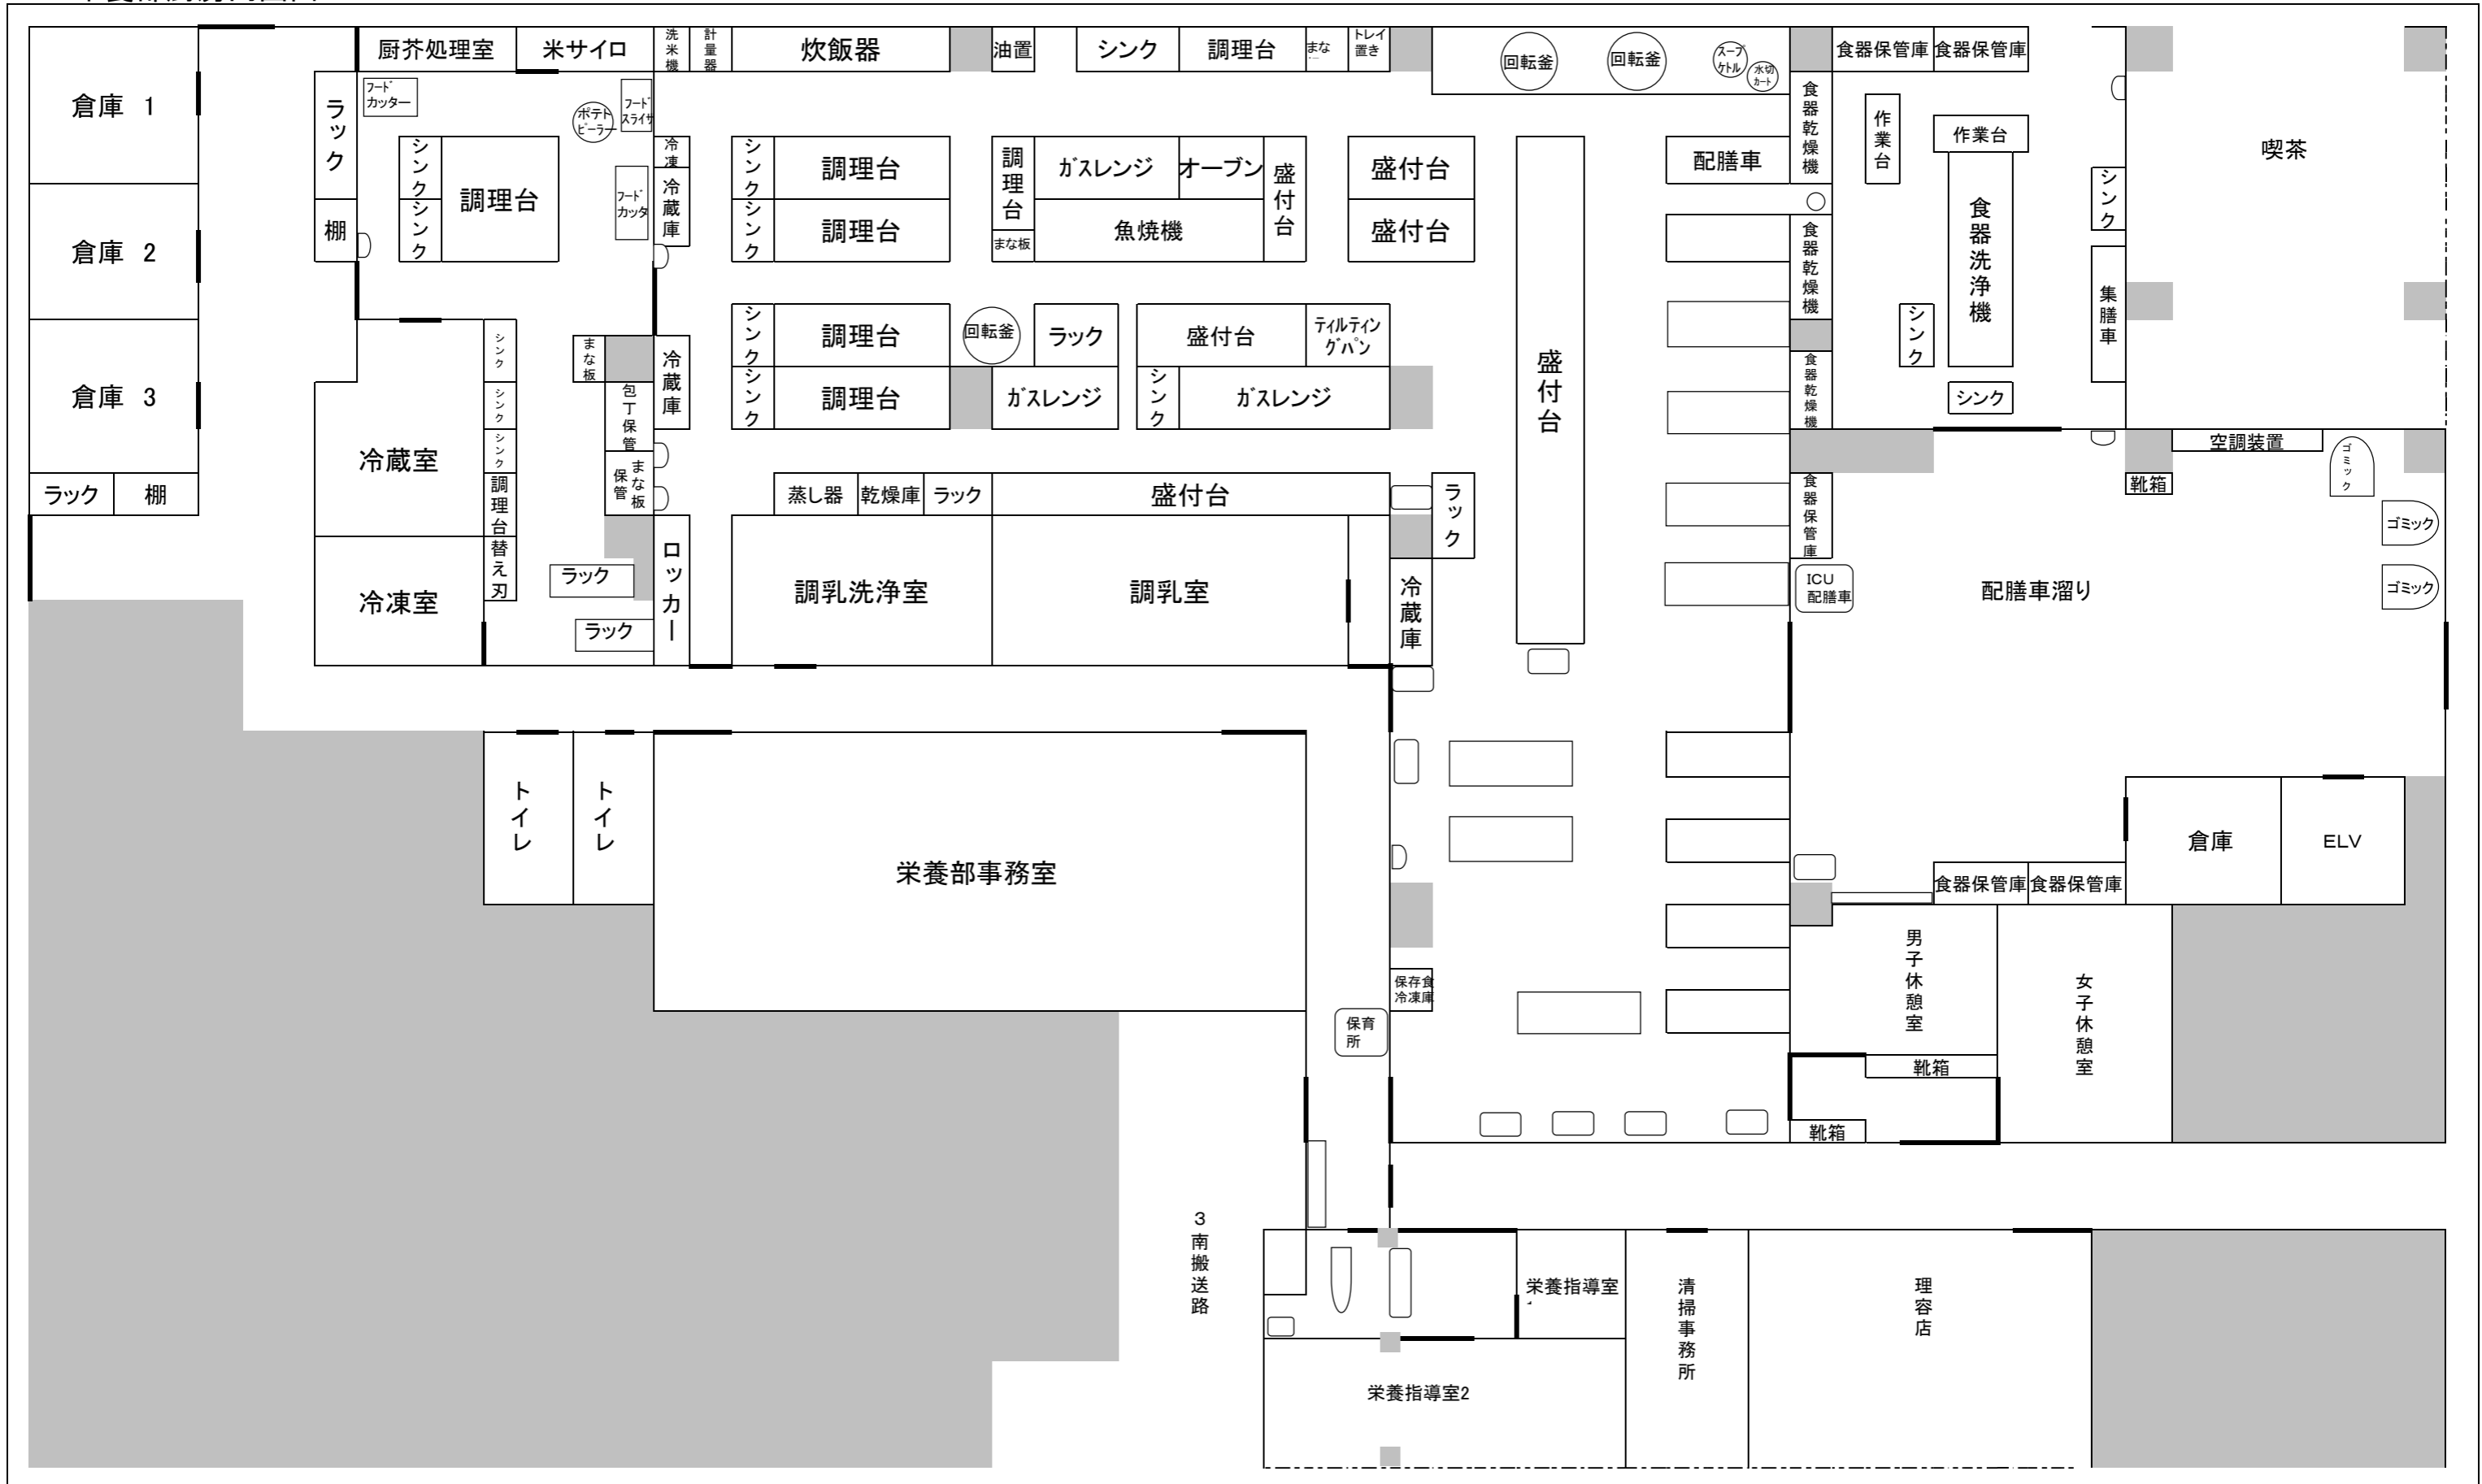 厨芥処理室
米サイロ
洗米機
計量器
炊飯器
油置
シンク
調理台
まな
トレイ
置き
回転釜
回転釜
スープ
ケトル
水切
カート
食器保管庫
食器保管庫
倉庫 1
ラック
フード
カッター
ポテト
ピーラー
フード
スライサ
食器乾燥機
作業台
作業台
喫茶
シンク
調理台
冷凍
シンク
調理台
調理台
ガスレンジ
オーブン
盛付台
盛付台
配膳車
フード
カッタ
冷蔵庫
シンク
倉庫 2
棚
シンク
シンク
調理台
まな板
魚焼機
盛付台
食器乾燥機
食器洗浄機
集膳車
倉庫 3
シンク
まな板
冷蔵庫
シンク
調理台
回転釜
ラック
盛付台
ティルティン
グパン
盛付台
食器乾燥機
シンク
シンク
包丁保管
シンク
調理台
ガスレンジ
シンク
ガスレンジ
シンク
冷蔵室
シンク
まな板
保管
空調装置
ゴミック
ラック
棚
調理台
蒸し器
乾燥庫
ラック
盛付台
ラック
食器保管庫
靴箱
ゴミック
冷凍室
替え刃
ラック
ロッカー
調乳洗浄室
調乳室
冷蔵庫
ICU
配膳車
配膳車溜り
ゴミック
ラック
トイレ
トイレ
栄養部事務室
倉庫
ELV
食器保管庫
食器保管庫
男子休憩室
女子休憩室
保存食
冷凍庫
保育
所
靴箱
靴箱
3南搬送路
栄養指導室
清掃事務所
理容店
栄養指導室2